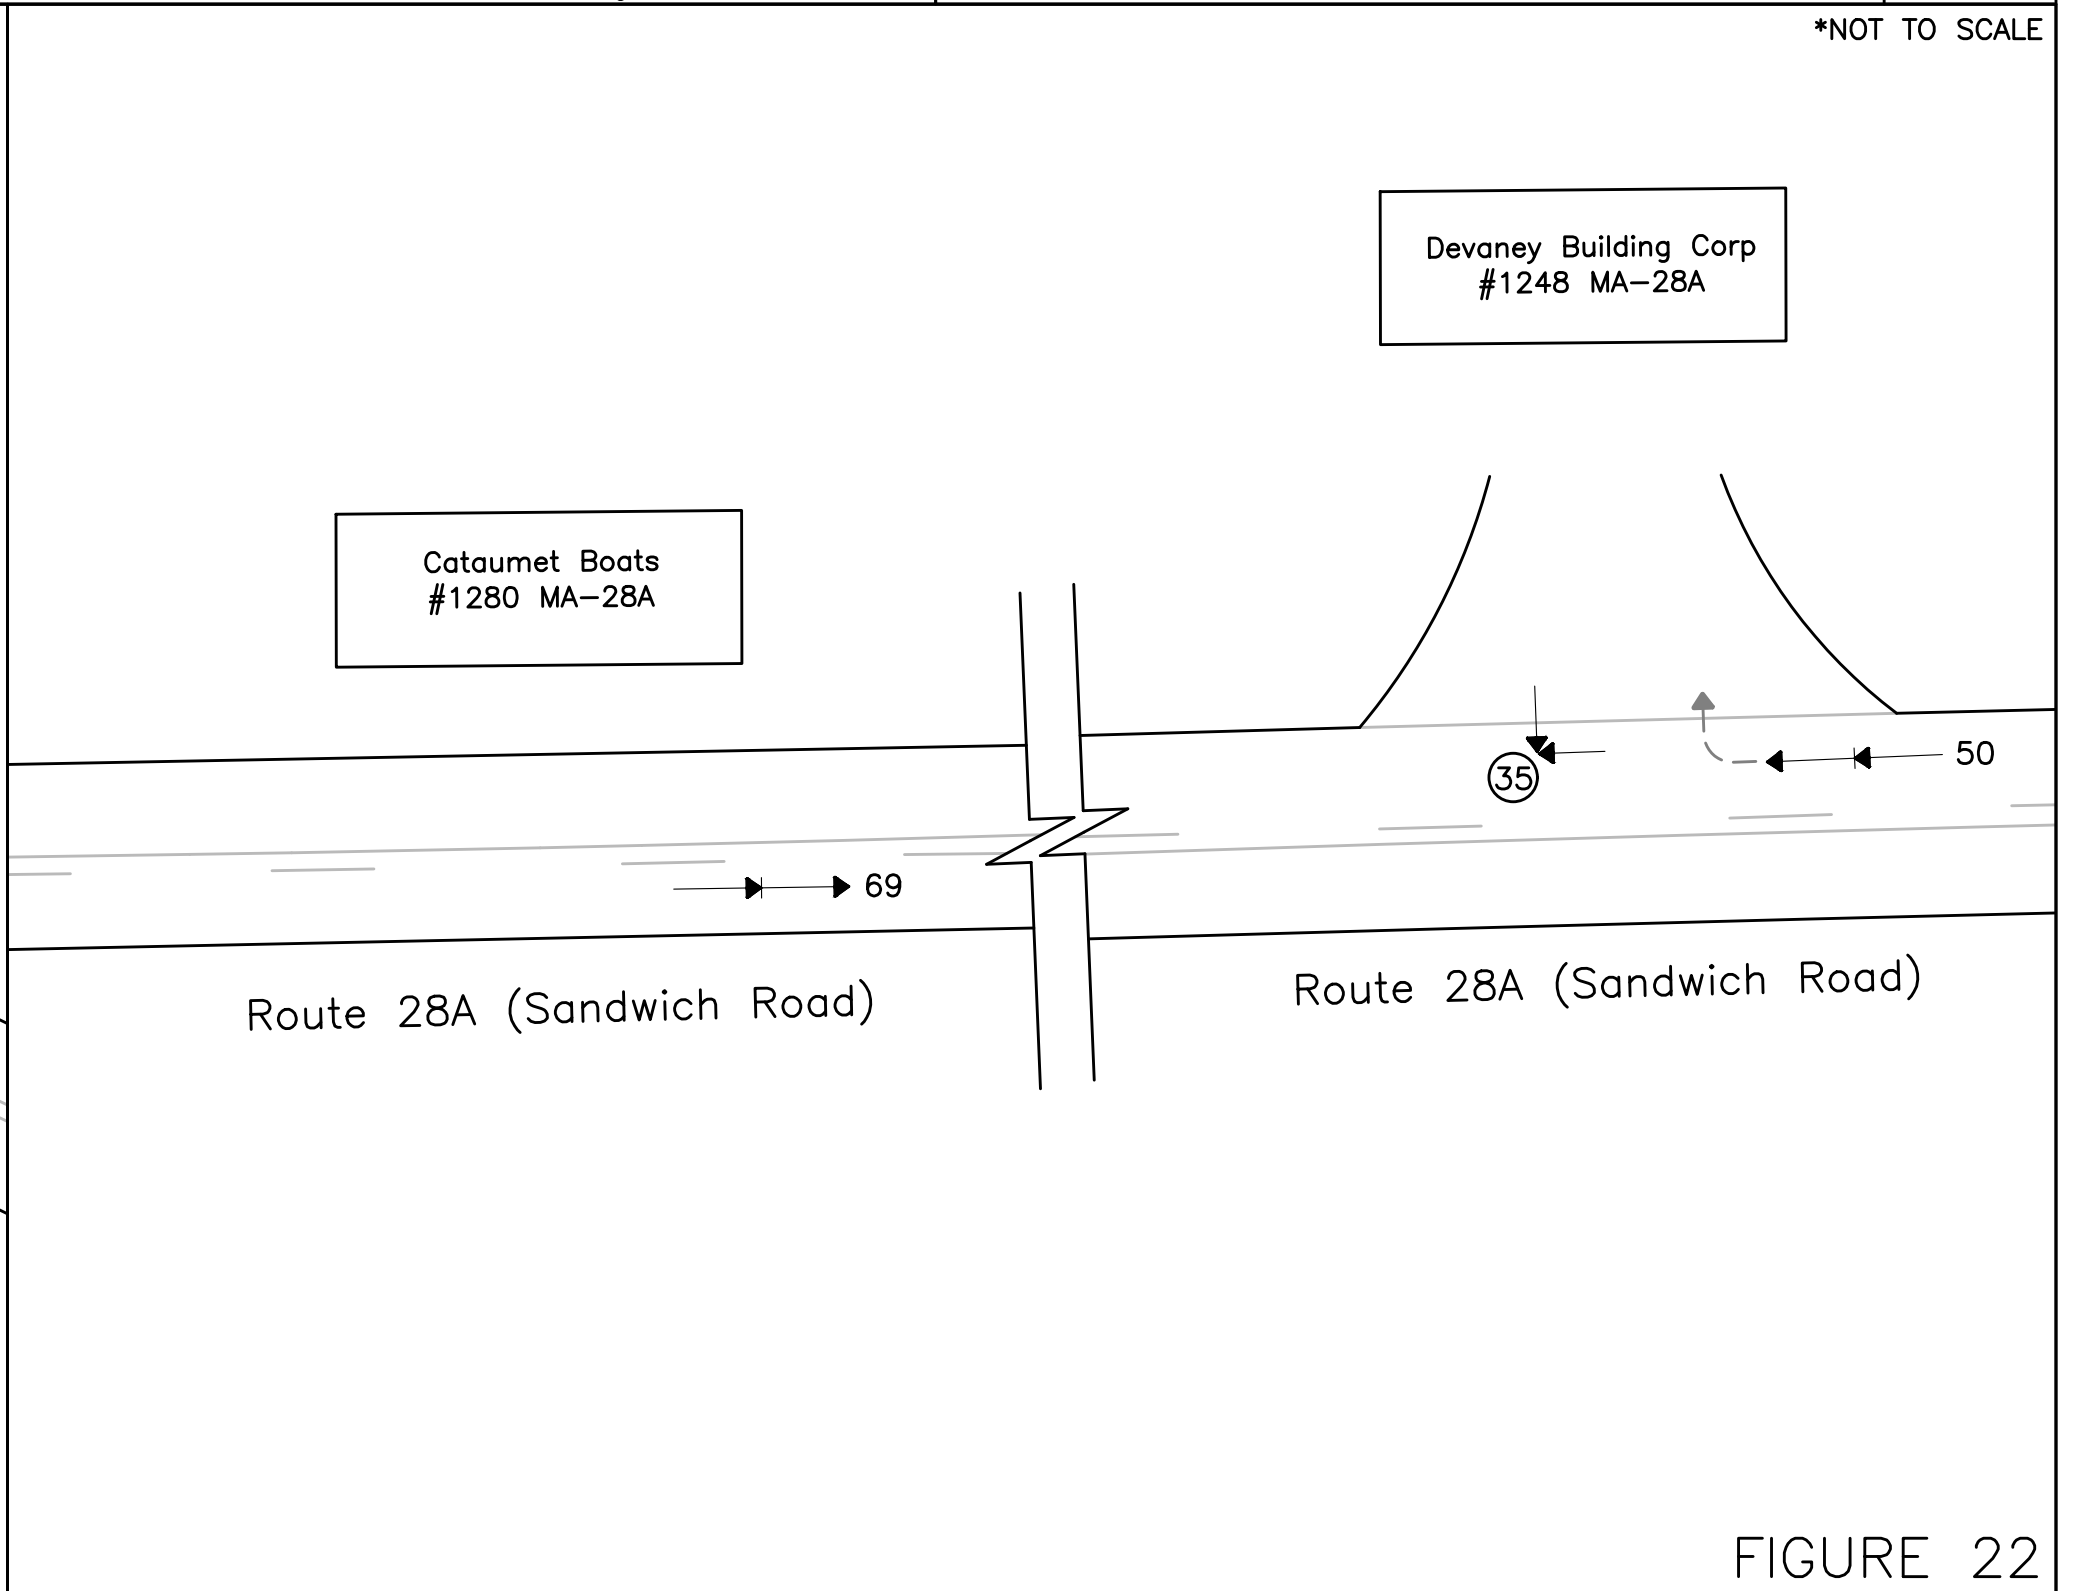 *NOT TO SCALE
Devaney Building Corp
#1248 MA-28A
Cataumet Boats
#1280 MA-28A
50
35
69
Route 28A (Sandwich Road)
Route 28A (Sandwich Road)
FIGURE 22